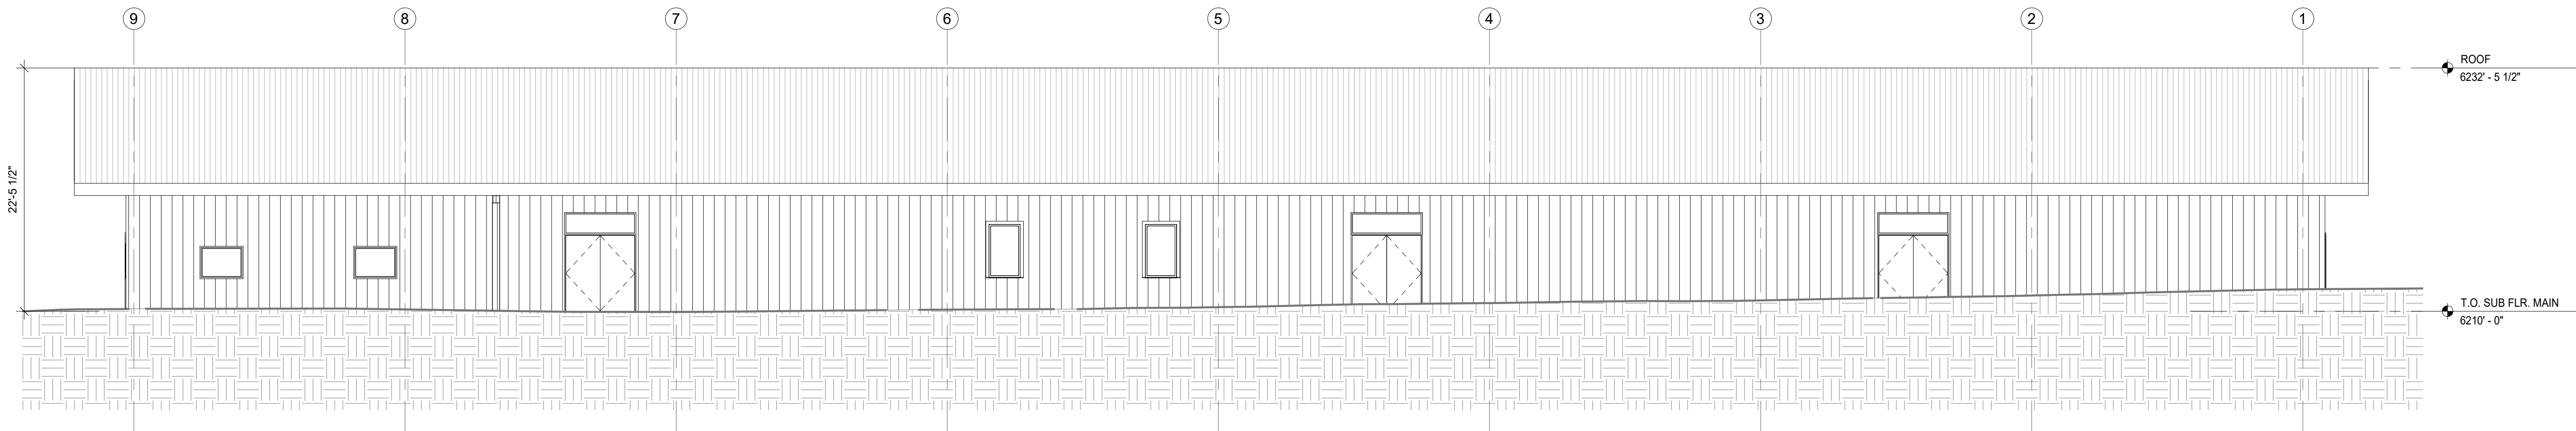 9 8 7 6 5 4 3 2 1
ROOF
6232' - 5 1/2"
22'-5 1/2"
T.O. SUB FLR. MAIN
6210' - 0"